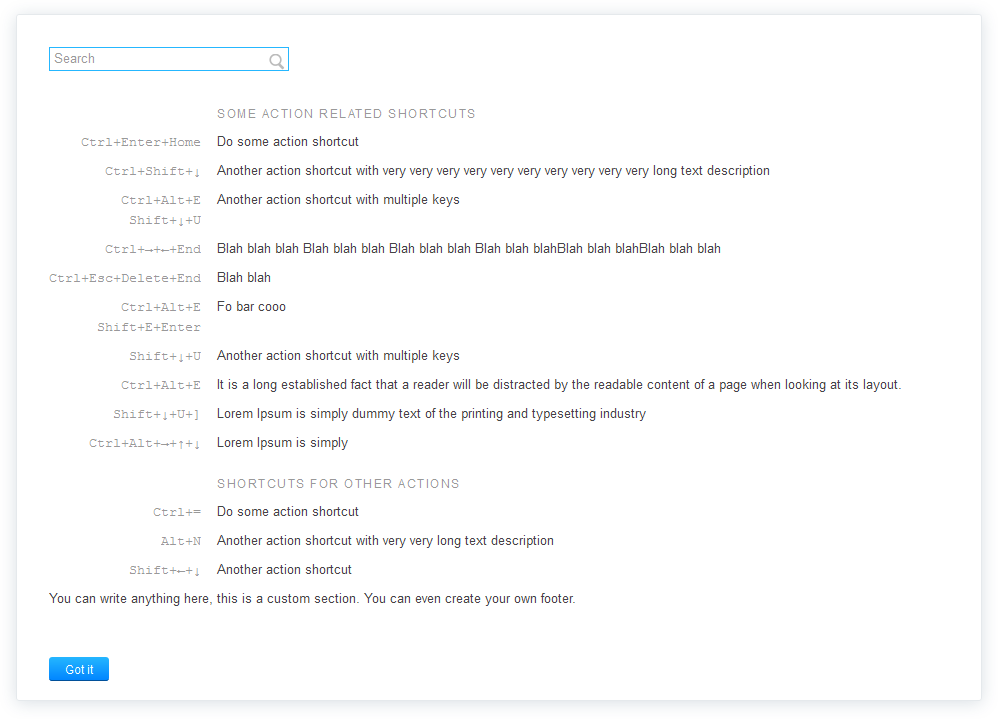 Search
SOME ACTION RELATED SHORTCUTS
Ctrl+Enter+Home Do some action shortcut
Ctrl+Shift+↓ Another action shortcut with very very very very very very very very very very long text description
Ctrl+Alt+E Another action shortcut with multiple keys
Shift+↓+U
Ctrl+→+←+End Blah blah blah Blah blah blah Blah blah blah Blah blah blahBlah blah blahBlah blah blah
Ctrl+Esc+Delete+End Blah blah
Ctrl+Alt+E Fo bar cooo
Shift+E+Enter
Shift+↓+U Another action shortcut with multiple keys
Ctrl+Alt+E It is a long established fact that a reader will be distracted by the readable content of a page when looking at its layout.
Shift+↓+U+] Lorem Ipsum is simply dummy text of the printing and typesetting industry
Ctrl+Alt+→+↑+↓ Lorem Ipsum is simply
SHORTCUTS FOR OTHER ACTIONS
Ctrl+= Do some action shortcut
Alt+N Another action shortcut with very very long text description
Shift+←+↓ Another action shortcut
You can write anything here, this is a custom section. You can even create your own footer.
Got it